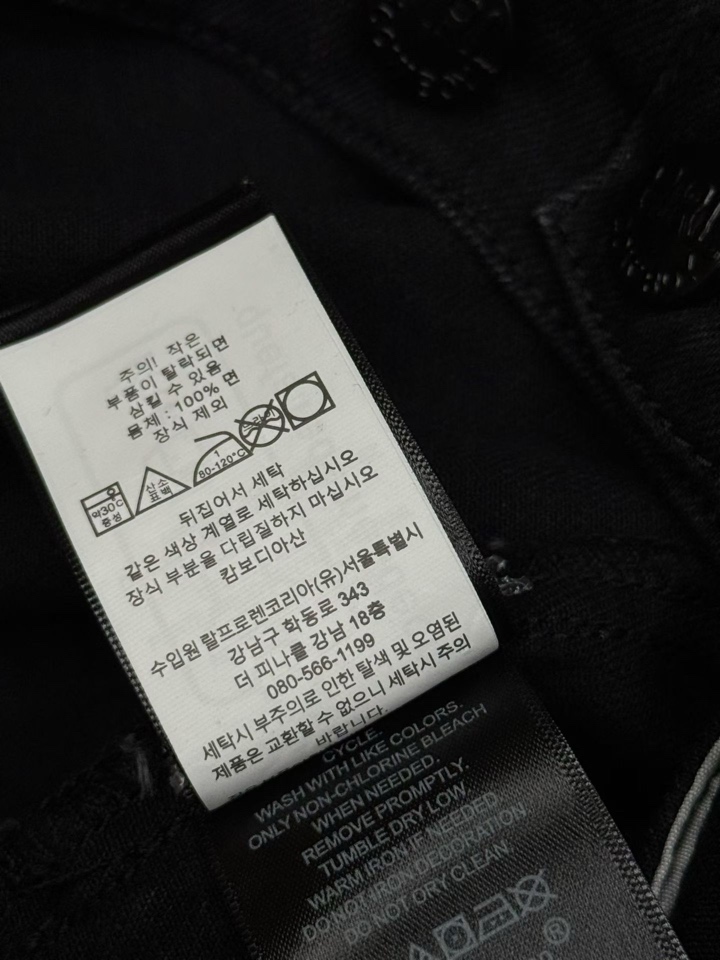 주의! 작은
부품이 탈락되면
삼킬 수 있음
몸체 : 100% 면
장식 제외
약30℃
중성
산소
표백
1
80-120℃
드라이
뒤집어서 세탁
같은 색상 계열로 세탁하십시오
장식 부분을 다림질하지 마십시오
캄보디아산
수입원 랄프로렌코리아(유)서울특별시
강남구 학동로 343
더 피나클 강남 18층
080-566-1199
세탁시 부주의로 인한 탈색 및 오염된
제품은 교환할 수 없으니 세탁시 주의
바랍니다.
CYCLE.
WASH WITH LIKE COLORS.
ONLY NON-CHLORINE BLEACH
WHEN NEEDED.
REMOVE PROMPTLY.
TUMBLE DRY LOW.
WARM IRON IF NEEDED.
DO NOT IRON DECORATION
DO NOT DRY CLEAN.
®